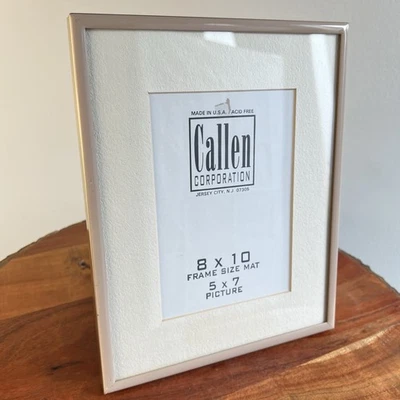 MADE IN U.S.A. ACID FREE
Callen
CORPORATION
JERSEY CITY, N.J. 07305
8 X 10
FRAME SIZE MAT
5 X 7
PICTURE